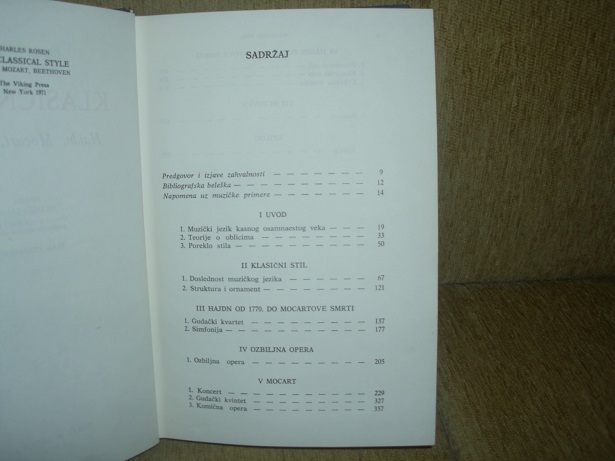 CHARLES ROSEN
CLASSICAL STYLE
MOZART, BEETHOVEN
The Viking Press
New York 1971
SADRŽAJ
Predgovor i izjave zahvalnosti — — — — — — 9
Bibliografska beleška — — — — — — — — 12
Napomena uz muzičke primere — — — — — — 14
I UVOD
1. Muzički jezik kasnog osamnaestog veka — — — 19
2. Teorije o oblicima — — — — — — — — 33
3. Poreklo stila — — — — — — — — — 50
II KLASIČNI STIL
1. Doslednost muzičkog jezika — — — — — — 67
2. Struktura i ornament — — — — — — — 121
III HAJDN OD 1770. DO MOCARTOVE SMRTI
1. Gudački kvartet — — — — — — — — 137
2. Simfonija — — — — — — — — — — 177
IV OZBILJNA OPERA
1. Ozbiljna opera — — — — — — — — 205
V MOCART
1. Koncert — — — — — — — — — — 229
2. Gudački kvintet — — — — — — — — 327
3. Komična opera — — — — — — — — 357